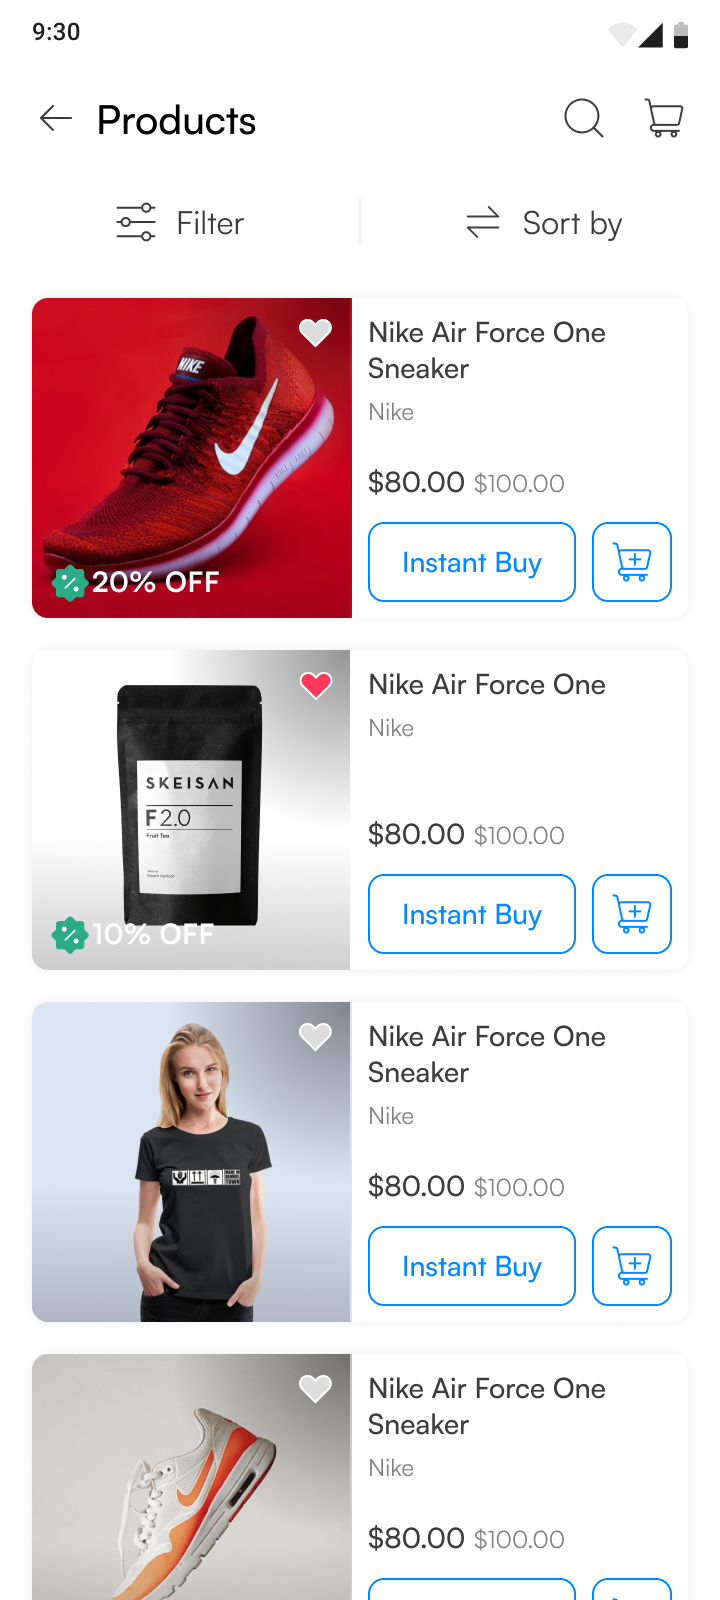 9:30
Products
Filter
Sort by
NIKE
20% OFF
Nike Air Force One
Sneaker
Nike
$80.00 $100.00
Instant Buy
SKEISAN
F2.0
Fruit Tea
10% OFF
Nike Air Force One
Nike
$80.00 $100.00
Instant Buy
Nike Air Force One
Sneaker
Nike
$80.00 $100.00
Instant Buy
Nike Air Force One
Sneaker
Nike
$80.00 $100.00